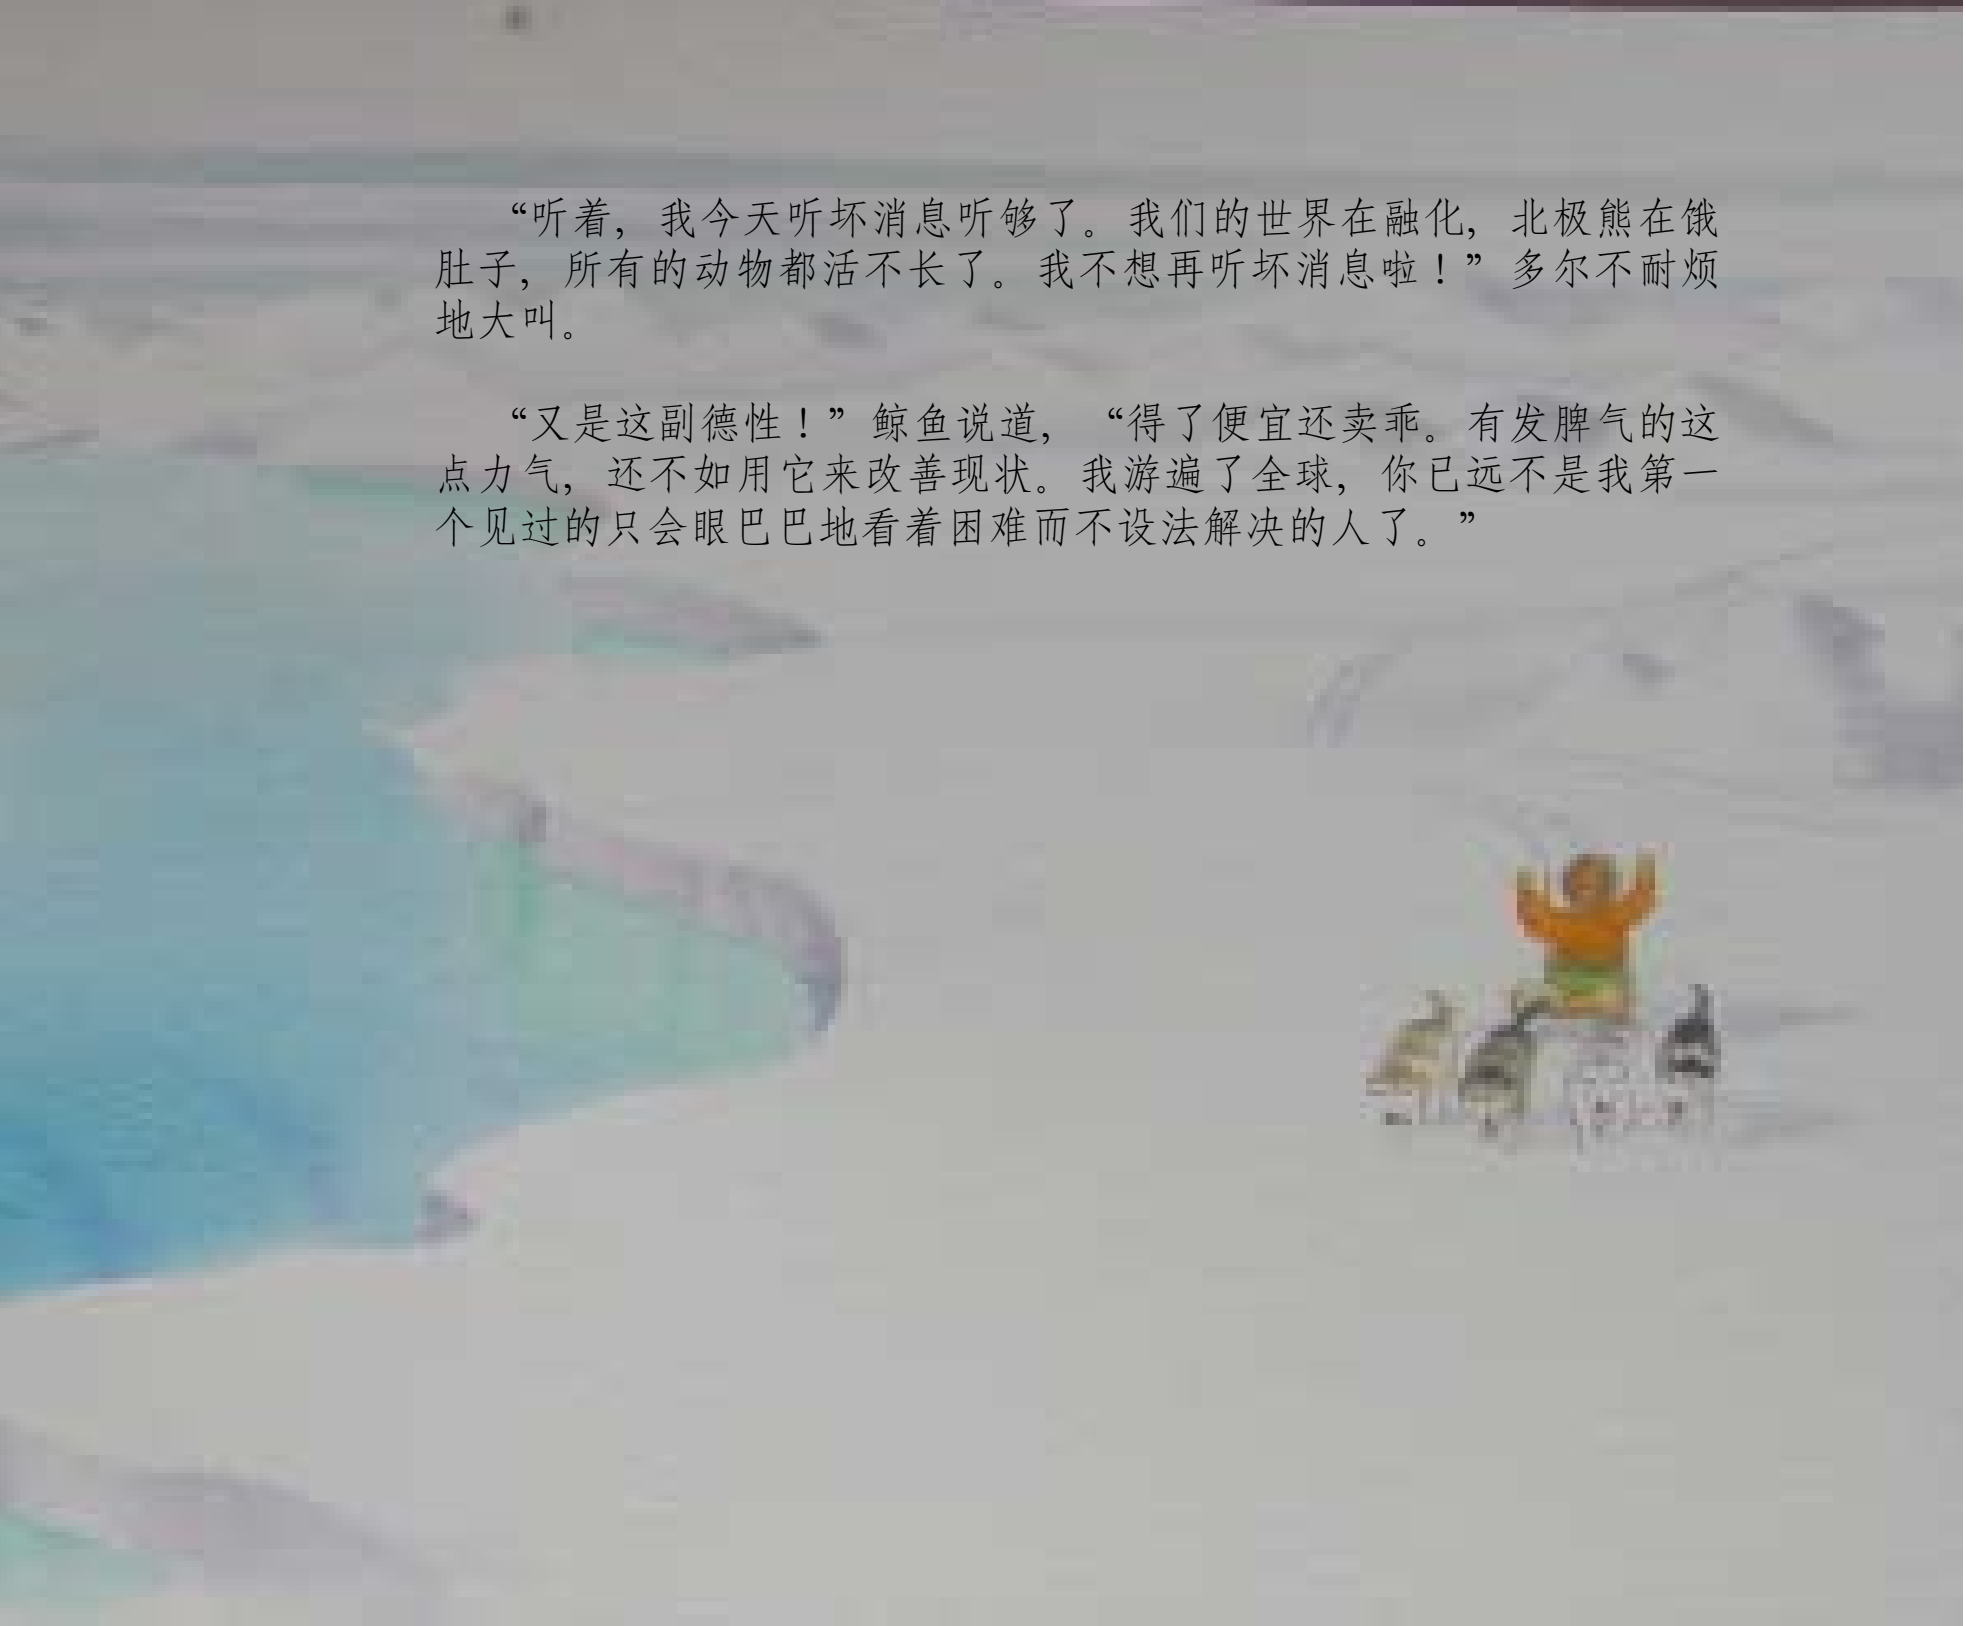 “听着，我今天听坏消息听够了。我们的世界在融化，北极熊在饿
肚子，所有的动物都活不长了。我不想再听坏消息啦！”多尔不耐烦
地大叫。
“又是这副德性！”鲸鱼说道，“得了便宜还卖乖。有发脾气的这
点力气，还不如用它来改善现状。我游遍了全球，你已远不是我第一
个见过的只会眼巴巴地看着困难而不设法解决的人了。”